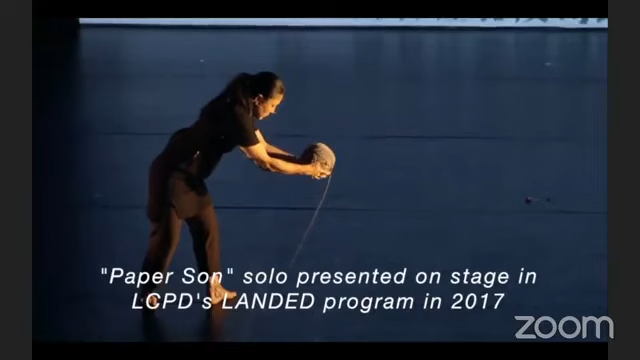 "Paper Son" solo presented on stage in
LCPD's LANDED program in 2017
zoom